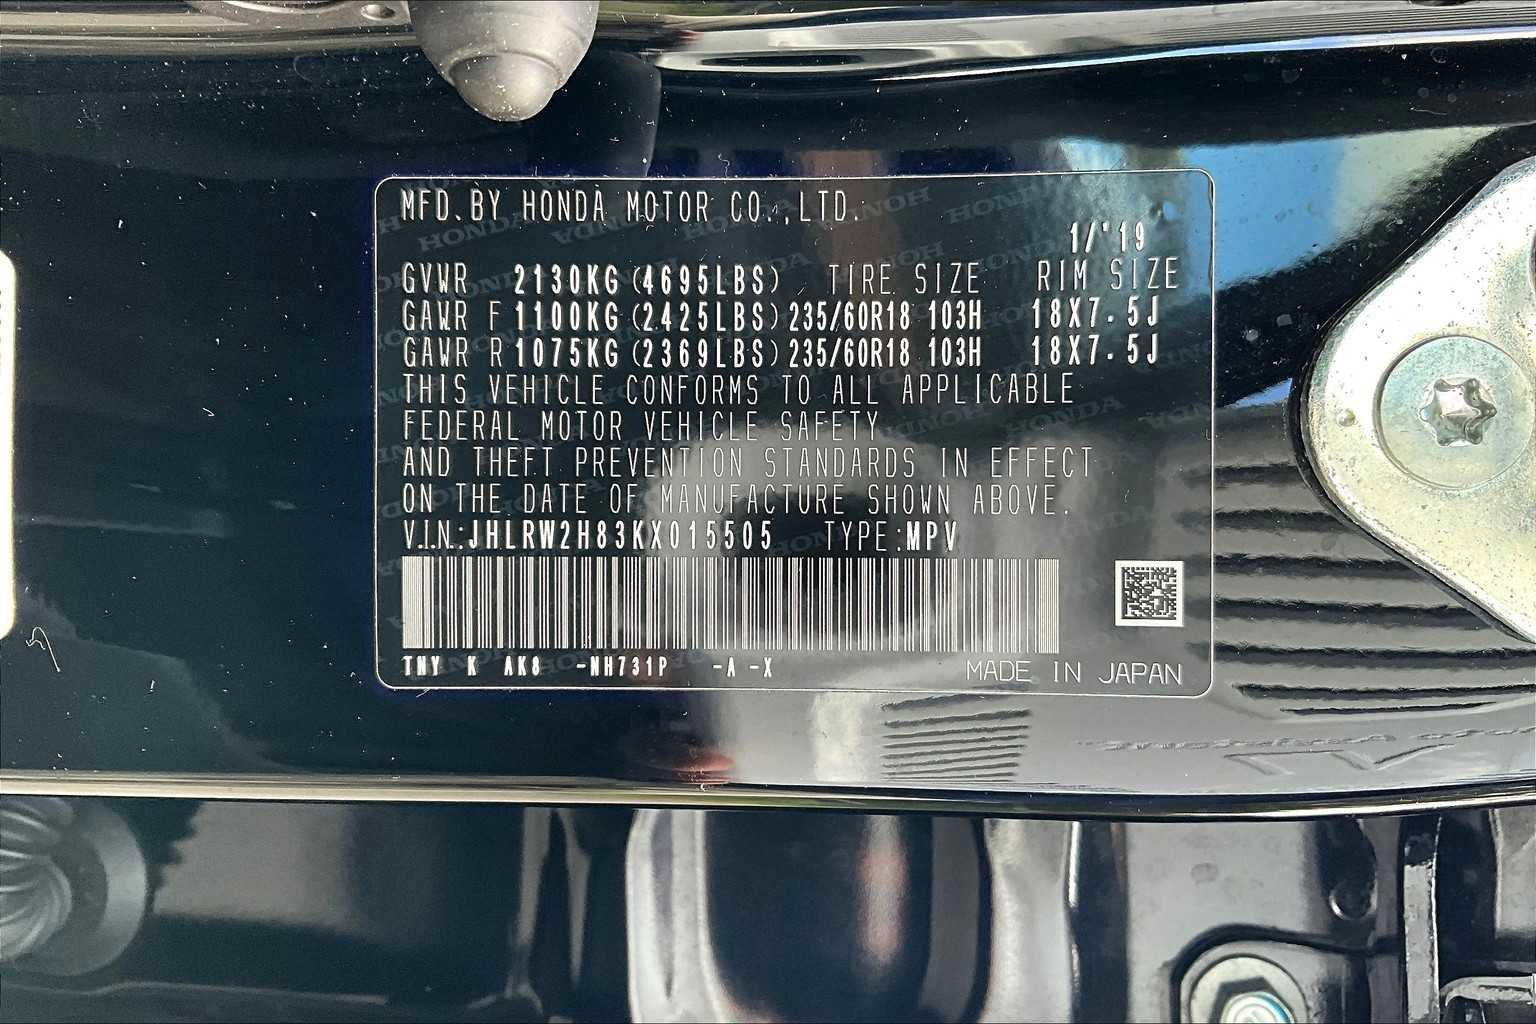 MFD.BY HONDA MOTOR CO.,LTD.
1/'19
GVWR 2130KG(4695LBS) TIRE SIZE RIM SIZE
GAWR F 1100KG(2425LBS)235/60R18 103H 18X7.5J
GAWR R 1075KG(2369LBS)235/60R18 103H 18X7.5J
THIS VEHICLE CONFORMS TO ALL APPLICABLE
FEDERAL MOTOR VEHICLE SAFETY
AND THEFT PREVENTION STANDARDS IN EFFECT
ON THE DATE OF MANUFACTURE SHOWN ABOVE.
V.I.N.:JHLRW2H83KX015505 TYPE:MPV
TNY K AK8 -NH731P -A -X
MADE IN JAPAN